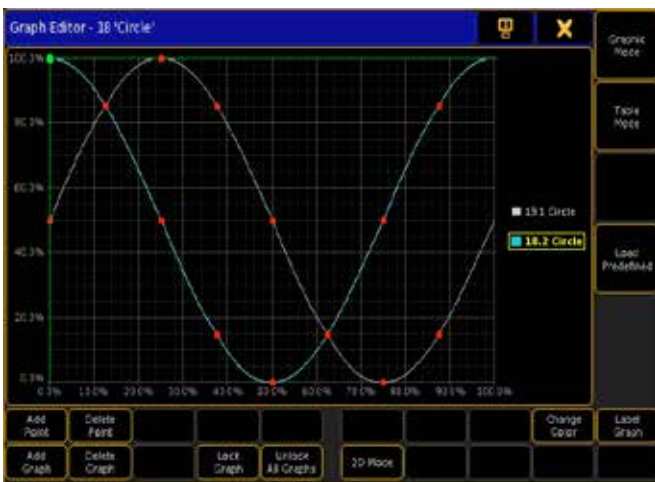 Graph Editor - 18 'Circle'
Graphic
Mode
Table
Mode
Load
Predefined
100.0%
80.0%
60.0%
40.0%
20.0%
0.0%
0.0% 10.0% 20.0% 30.0% 40.0% 50.0% 60.0% 70.0% 80.0% 90.0% 100.0%
18.1 Circle
18.2 Circle
Add
Point
Delete
Point
Change
Color
Label
Graph
Add
Graph
Delete
Graph
Lock
Graph
Unlock
All Graphs
2D Mode